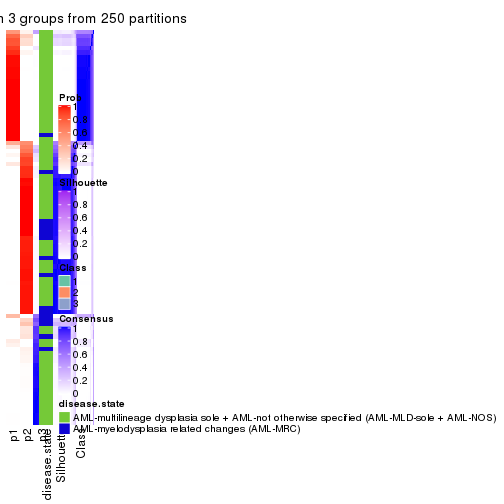 n 3 groups from 250 partitions
Prob
1
0.8
0.6
0.4
0.2
0
Silhouette
1
0.8
0.6
0.4
0.2
0
Class
1
2
3
Consensus
1
0.8
0.6
0.4
0.2
0
disease.state
AML-multilineage dysplasia sole + AML-not otherwise specified (AML-MLD-sole + AML-NOS)
AML-myelodysplasia related changes (AML-MRC)
p1
p2
p3
disease.state
Silhouette
Class